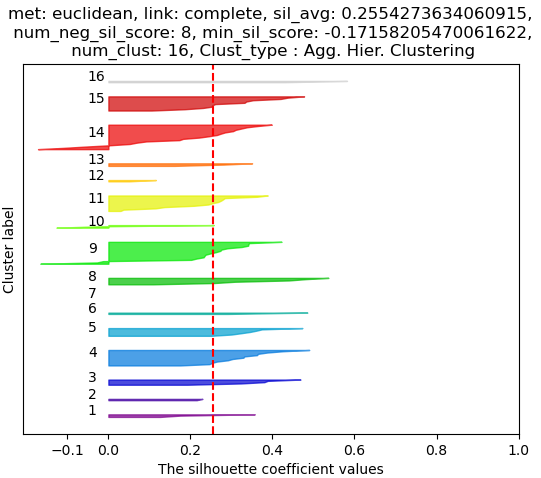 met: euclidean, link: complete, sil_avg: 0.2554273634060915,
num_neg_sil_score: 8, min_sil_score: -0.17158205470061622,
num_clust: 16, Clust_type : Agg. Hier. Clustering
16
15
14
13
12
11
10
9
8
7
6
5
4
3
2
1
Cluster label
−0.1 0.0 0.2 0.4 0.6 0.8 1.0
The silhouette coefficient values